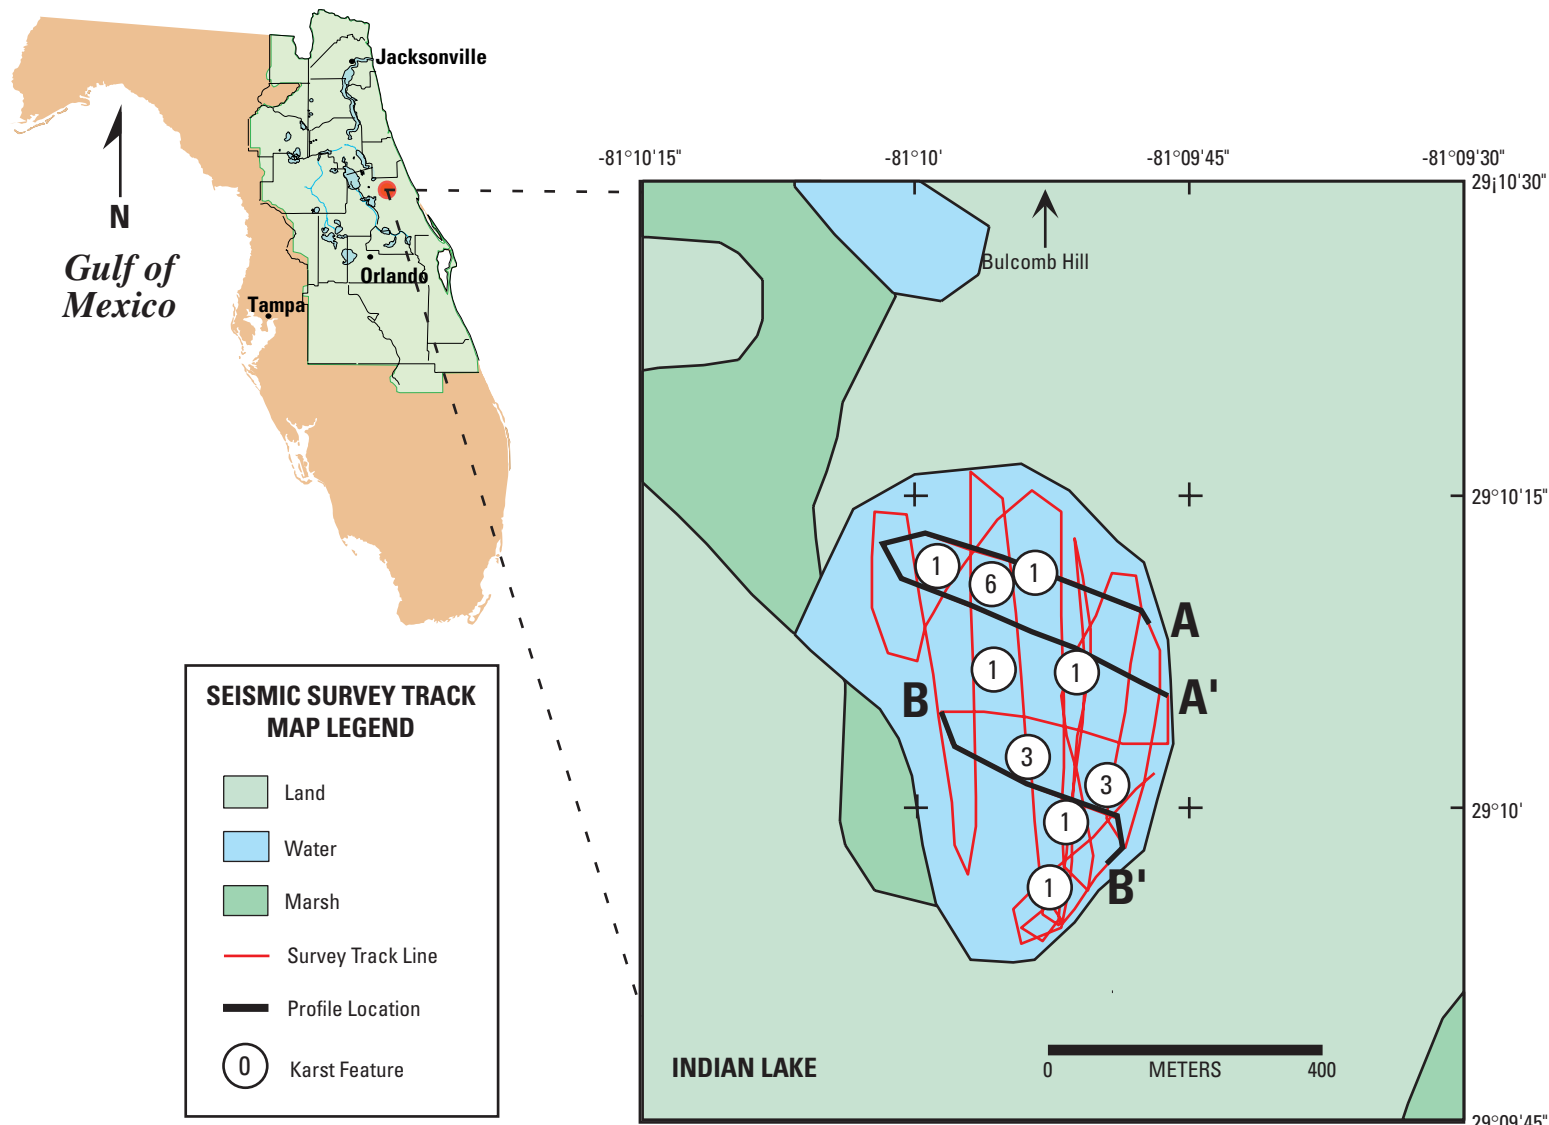 Jacksonville
N
Gulf of
Mexico
Orlando
Tampa
-81°10'15"
-81°10'
-81°09'45"
-81°09'30"
29¡10'30"
Bulcomb Hill
29°10'15"
1
6
1
A
1
1
A'
B
3
3
1
29°10'
1
B'
INDIAN LAKE
0
METERS
400
29°09'45"
SEISMIC SURVEY TRACK
MAP LEGEND
Land
Water
Marsh
Survey Track Line
Profile Location
0
Karst Feature